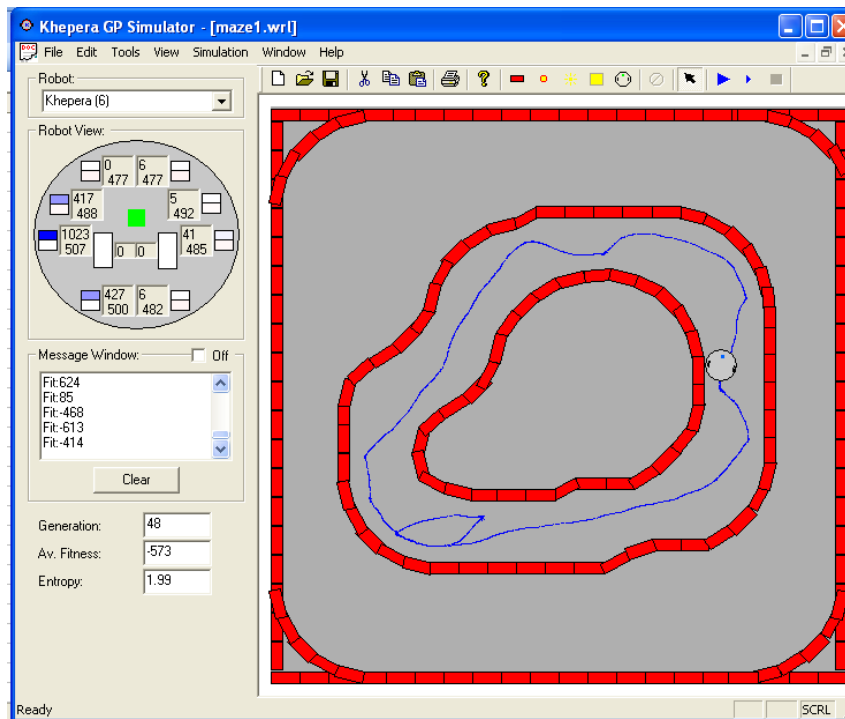 Khepera GP Simulator - [maze1.wrl]
File Edit Tools View Simulation Window Help
Robot:
Khepera (6)
Robot View:
0 6
477 477
417 5
488 492
1023 41
507 0 0 485
427 6
500 482
Message Window: Off
Fit:624
Fit:85
Fit:-468
Fit:-613
Fit:-414
Clear
Generation: 48
Av. Fitness: -573
Entropy: 1.99
Ready SCRL